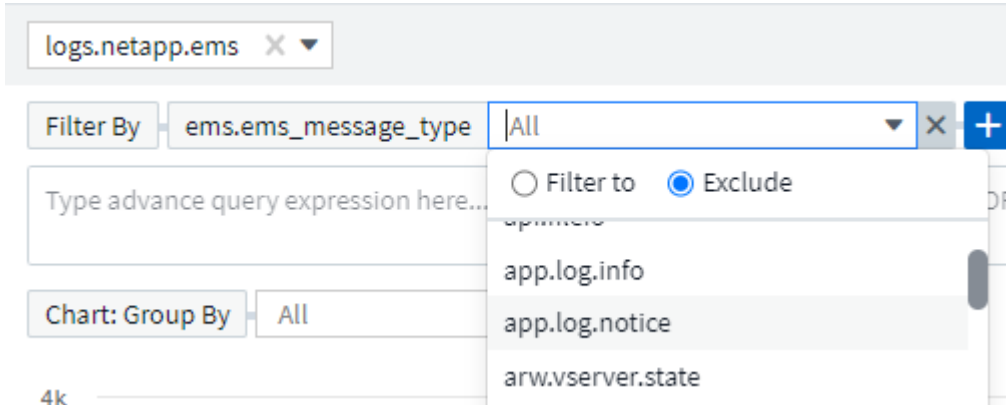 logs.netapp.ems
Filter By ems.ems_message_type All
Filter to Exclude
Type advance query expression here...
app.log.info
Chart: Group By All
app.log.notice
arw.vserver.state
4k